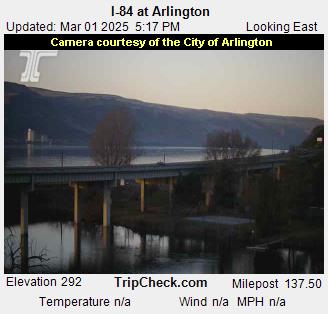 I-84 at Arlington
Updated: Mar 01 2025 5:17 PM Looking East
Camera courtesy of the City of Arlington
Elevation 292 TripCheck.com Milepost 137.50
Temperature n/a Wind n/a MPH n/a